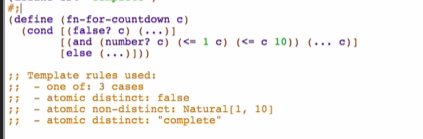 #;
(define (fn-for-countdown c)
(cond [(false? c) (...)]
[(and (number? c) (<= 1 c) (<= c 10)) (... c)]
[else (...)]))
;; Template rules used:
;; - one of: 3 cases
;; - atomic distinct: false
;; - atomic non-distinct: Natural[1, 10]
;; - atomic distinct: "complete"